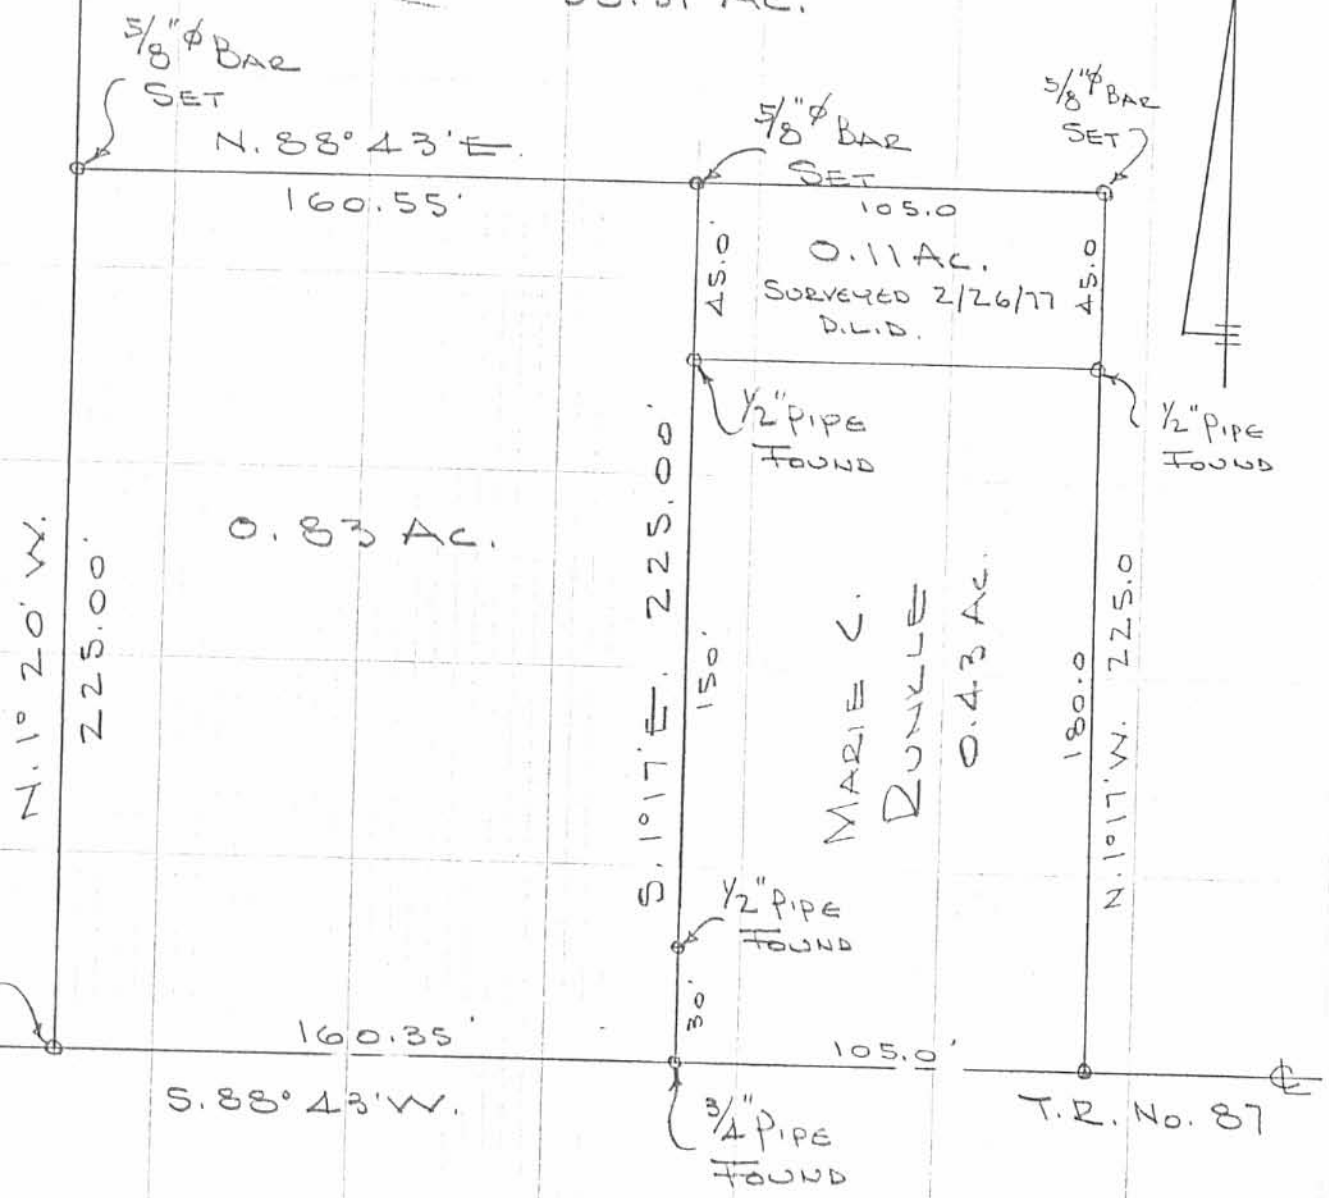 AC.
5/8"φ BAR
SET
N. 88° 43' E.
160.55'
5/8"φ BAR
SET
5/8"φ BAR
SET
105.0
45.0'
0.11 AC.
SURVEYED 2/26/77
D.L.D.
45.0
1/2" PIPE
FOUND
1/2" PIPE
FOUND
N. 1° 20' W.
225.00'
0.83 AC.
S. 1° 17' E. 225.00'
150'
MARIE C.
DUNKLE
0.43 AC.
180.0
N. 1° 17' W. 225.0
1/2" PIPE
FOUND
30'
160.35'
105.0'
S. 88° 43' W.
3/4" PIPE
FOUND
℄
T.R. No. 87